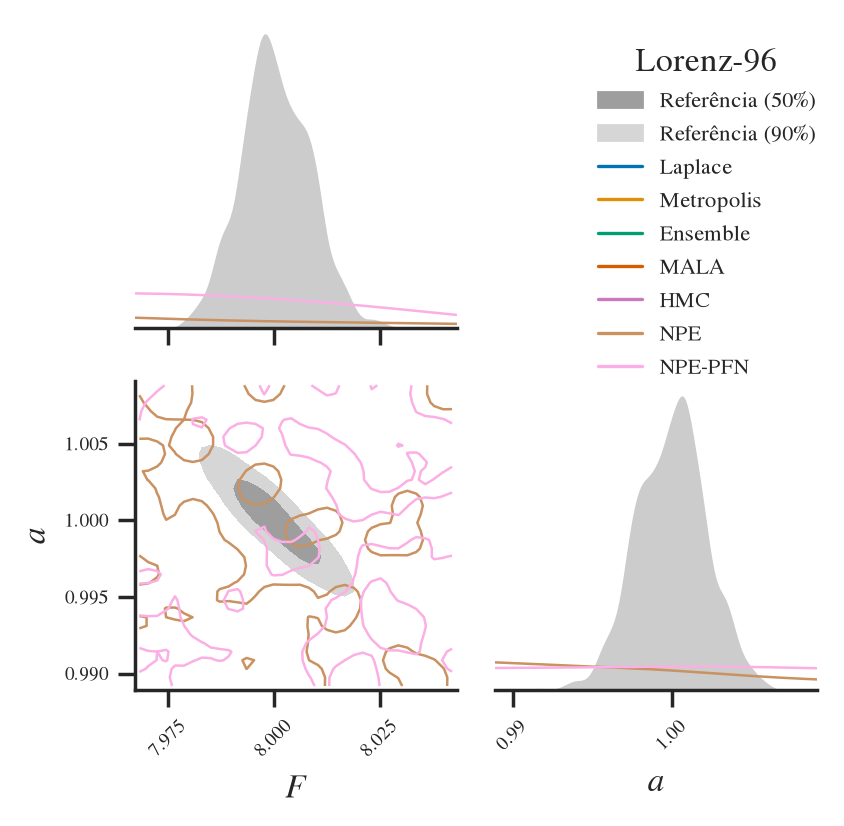 Lorenz-96
Referência (50%)
Referência (90%)
Laplace
Metropolis
Ensemble
MALA
HMC
NPE
NPE-PFN
1.005
1.000
0.995
0.990
a
7.975
8.000
8.025
F
0.99
1.00
a